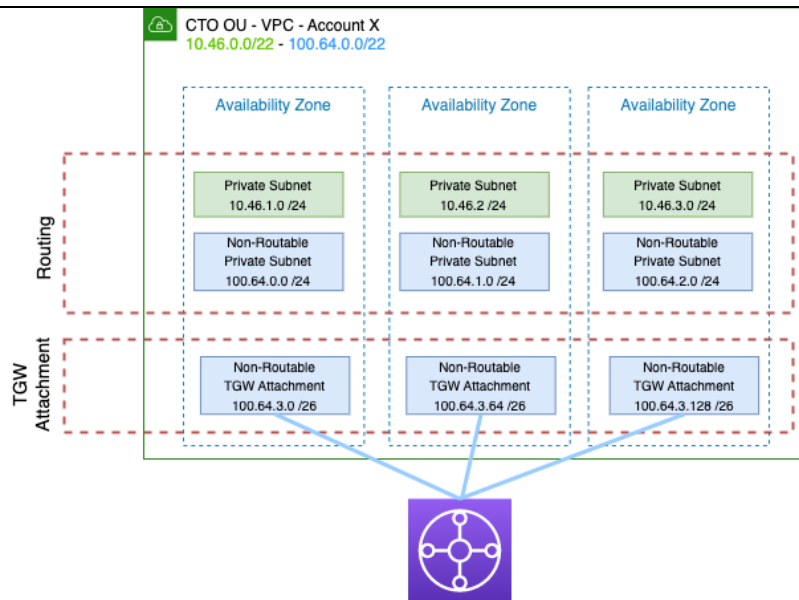 CTO OU - VPC - Account X
10.46.0.0/22 - 100.64.0.0/22
Availability Zone
Availability Zone
Availability Zone
Routing
Private Subnet
10.46.1.0 /24
Private Subnet
10.46.2 /24
Private Subnet
10.46.3.0 /24
Non-Routable
Private Subnet
100.64.0.0 /24
Non-Routable
Private Subnet
100.64.1.0 /24
Non-Routable
Private Subnet
100.64.2.0 /24
TGW
Attachment
Non-Routable
TGW Attachment
100.64.3.0 /26
Non-Routable
TGW Attachment
100.64.3.64 /26
Non-Routable
TGW Attachment
100.64.3.128 /26